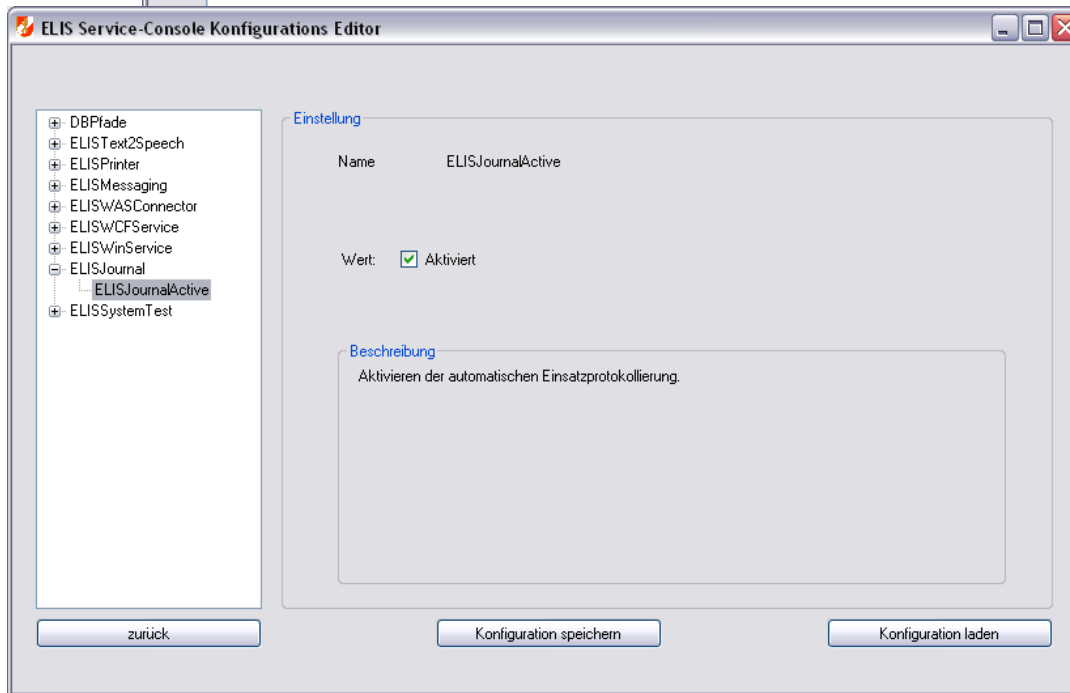 ELIS Service-Console Konfigurations Editor
DBPfade
ELISText2Speech
ELISPrinter
ELISMessaging
ELISWASConnector
ELISWCFService
ELISWinService
ELISJournal
ELISJournalActive
ELISSystemTest
Einstellung
Name ELISJournalActive
Wert: Aktiviert
Beschreibung
Aktivieren der automatischen Einsatzprotokollierung.
zurück Konfiguration speichern Konfiguration laden